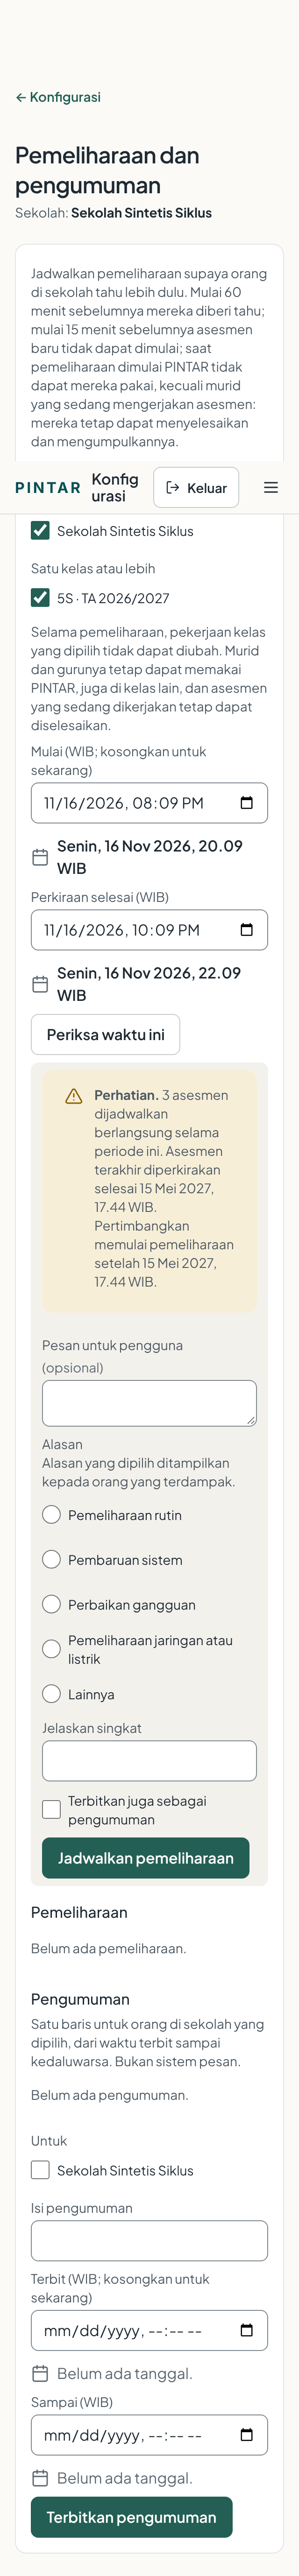 ← Konfigurasi
Pemeliharaan dan
pengumuman
Sekolah: Sekolah Sintetis Siklus
Jadwalkan pemeliharaan supaya orang
di sekolah tahu lebih dulu. Mulai 60
menit sebelumnya mereka diberi tahu;
mulai 15 menit sebelumnya asesmen
baru tidak dapat dimulai; saat
pemeliharaan dimulai PINTAR tidak
dapat mereka pakai, kecuali murid
yang sedang mengerjakan asesmen:
mereka tetap dapat menyelesaikan
dan mengumpulkannya.
PINTAR
Konfig
urasi
Keluar
Sekolah Sintetis Siklus
Satu kelas atau lebih
5S · TA 2026/2027
Selama pemeliharaan, pekerjaan kelas
yang dipilih tidak dapat diubah. Murid
dan gurunya tetap dapat memakai
PINTAR, juga di kelas lain, dan asesmen
yang sedang dikerjakan tetap dapat
diselesaikan.
Mulai (WIB; kosongkan untuk
sekarang)
11/16/2026, 08:09 PM
Senin, 16 Nov 2026, 20.09
WIB
Perkiraan selesai (WIB)
11/16/2026, 10:09 PM
Senin, 16 Nov 2026, 22.09
WIB
Periksa waktu ini
Perhatian. 3 asesmen
dijadwalkan
berlangsung selama
periode ini. Asesmen
terakhir diperkirakan
selesai 15 Mei 2027,
17.44 WIB.
Pertimbangkan
memulai pemeliharaan
setelah 15 Mei 2027,
17.44 WIB.
Pesan untuk pengguna
(opsional)
Alasan
Alasan yang dipilih ditampilkan
kepada orang yang terdampak.
Pemeliharaan rutin
Pembaruan sistem
Perbaikan gangguan
Pemeliharaan jaringan atau
listrik
Lainnya
Jelaskan singkat
Terbitkan juga sebagai
pengumuman
Jadwalkan pemeliharaan
Pemeliharaan
Belum ada pemeliharaan.
Pengumuman
Satu baris untuk orang di sekolah yang
dipilih, dari waktu terbit sampai
kedaluwarsa. Bukan sistem pesan.
Belum ada pengumuman.
Untuk
Sekolah Sintetis Siklus
Isi pengumuman
Terbit (WIB; kosongkan untuk
sekarang)
mm/dd/yyyy, --:-- --
Belum ada tanggal.
Sampai (WIB)
mm/dd/yyyy, --:-- --
Belum ada tanggal.
Terbitkan pengumuman